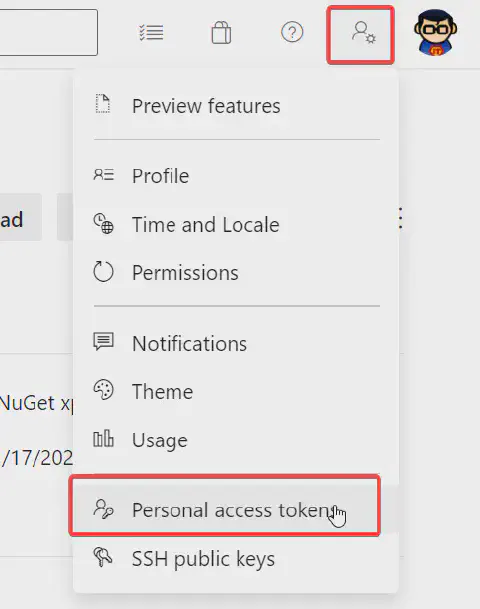 Preview features
Profile
ad
Time and Locale
Permissions
Notifications
Theme
NuGet xp
Usage
/17/202
Personal access tokens
SSH public keys